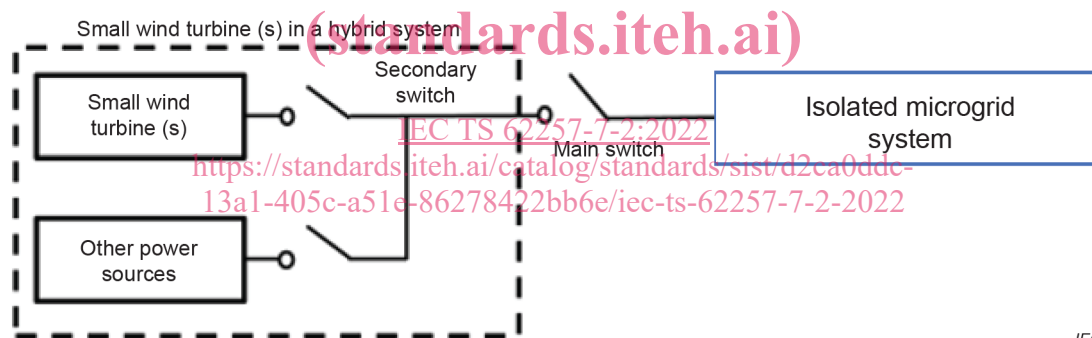 Small wind turbine (s) in a hybrid system
(standards.iteh.ai)
Secondary
switch
Small wind
turbine (s)
Isolated microgrid
system
IEC TS 62257-7-2:2022
Main switch
https://standards.iteh.ai/catalog/standards/sist/d2ca0ddc-
13a1-405c-a51e-86278422bb6e/iec-ts-62257-7-2-2022
Other power
sources